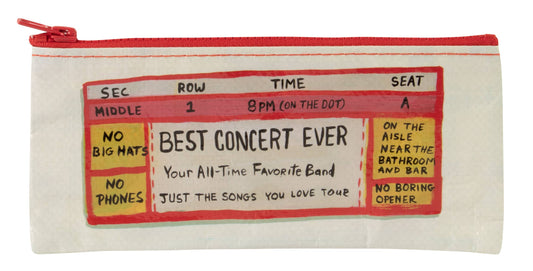 SEC ROW TIME SEAT
MIDDLE 1 8PM (ON THE DOT) A
NO
BIG HATS
NO
PHONES
BEST CONCERT EVER
Your All-Time Favorite Band
JUST THE SONGS YOU LOVE TOUR
ON THE
AISLE
NEAR THE
BATHROOM
AND BAR
NO BORING
OPENER